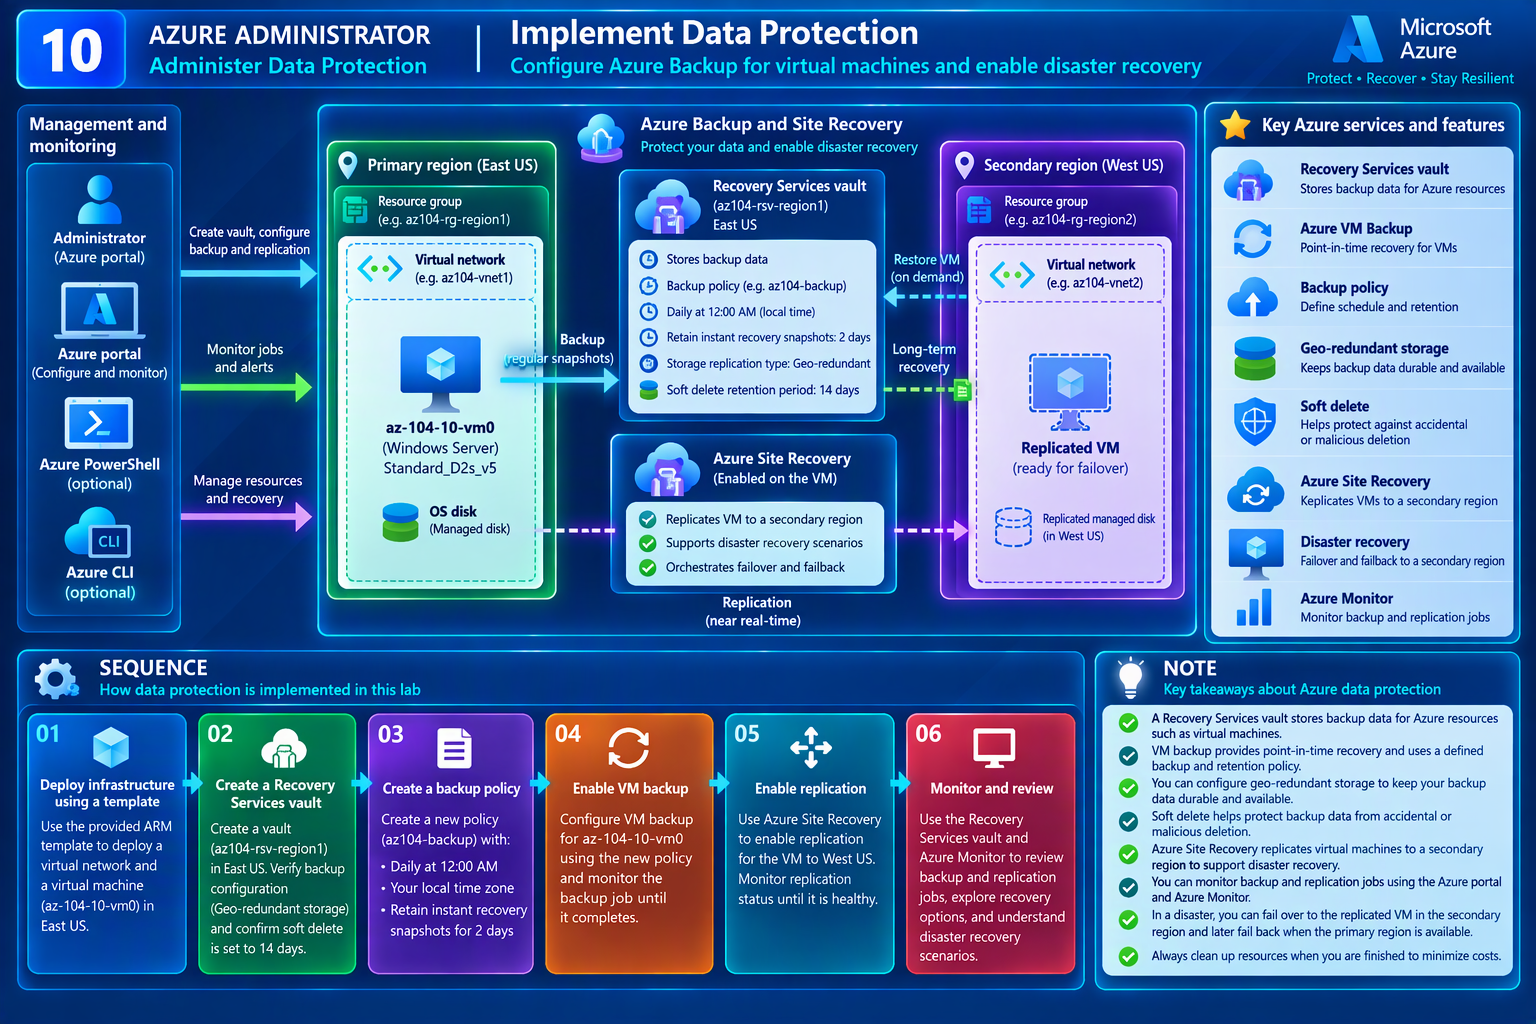 10
AZURE ADMINISTRATOR
Administer Data Protection
Implement Data Protection
Configure Azure Backup for virtual machines and enable disaster recovery
Microsoft
Azure
Protect • Recover • Stay Resilient
Management and
monitoring
Administrator
(Azure portal)
Azure portal
(Configure and monitor)
Azure PowerShell
(optional)
CLI
Azure CLI
(optional)
Create vault, configure
backup and replication
Monitor jobs
and alerts
Manage resources
and recovery
Azure Backup and Site Recovery
Protect your data and enable disaster recovery
Primary region (East US)
Resource group
(e.g. az104-rg-region1)
Virtual network
(e.g. az104-vnet1)
az-104-10-vm0
(Windows Server)
Standard_D2s_v5
OS disk
(Managed disk)
Backup
(regular snapshots)
Recovery Services vault
(az104-rsv-region1)
East US
Stores backup data
Backup policy (e.g. az104-backup)
Daily at 12:00 AM (local time)
Retain instant recovery snapshots: 2 days
Storage replication type: Geo-redundant
Soft delete retention period: 14 days
Azure Site Recovery
(Enabled on the VM)
Replicates VM to a secondary region
Supports disaster recovery scenarios
Orchestrates failover and failback
Replication
(near real-time)
Restore VM
(on demand)
Long-term
recovery
Secondary region (West US)
Resource group
(e.g. az104-rg-region2)
Virtual network
(e.g. az104-vnet2)
Replicated VM
(ready for failover)
Replicated managed disk
(in West US)
Key Azure services and features
Recovery Services vault
Stores backup data for Azure resources
Azure VM Backup
Point-in-time recovery for VMs
Backup policy
Define schedule and retention
Geo-redundant storage
Keeps backup data durable and available
Soft delete
Helps protect against accidental
or malicious deletion
Azure Site Recovery
Keplicates VMs to a secondary region
Disaster recovery
Failover and failback to a secondary region
Azure Monitor
Monitor backup and replication jobs
SEQUENCE
How data protection is implemented in this lab
01
Deploy infrastructure
using a template
Use the provided ARM
template to deploy a
virtual network and
a virtual machine
(az-104-10-vm0) in
East US.
02
Create a Recovery
Services vault
Create a vault
(az104-rsv-region1)
in East US. Verify backup
configuration
(Geo-redundant storage)
and confirm soft delete
is set to 14 days.
03
Create a backup policy
Create a new policy
(az104-backup) with:
• Daily at 12:00 AM
• Your local time zone
• Retain instant recovery
snapshots for 2 days
04
Enable VM backup
Configure VM backup
for az-104-10-vm0
using the new policy
and monitor the
backup job until
it completes.
05
Enable replication
Use Azure Site Recovery
to enable replication
for the VM to West US.
Monitor replication
status until it is healthy.
06
Monitor and review
Use the Recovery
Services vault and
Azure Monitor to review
backup and replication
jobs, explore recovery
options, and understand
disaster recovery
scenarios.
NOTE
Key takeaways about Azure data protection
A Recovery Services vault stores backup data for Azure resources
such as virtual machines.
VM backup provides point-in-time recovery and uses a defined
backup and retention policy.
You can configure geo-redundant storage to keep your backup
data durable and available.
Soft delete helps protect backup data from accidental or
malicious deletion.
Azure Site Recovery replicates virtual machines to a secondary
region to support disaster recovery.
You can monitor backup and replication jobs using the Azure portal
and Azure Monitor.
In a disaster, you can fail over to the replicated VM in the secondary
region and later fail back when the primary region is available.
Always clean up resources when you are finished to minimize costs.